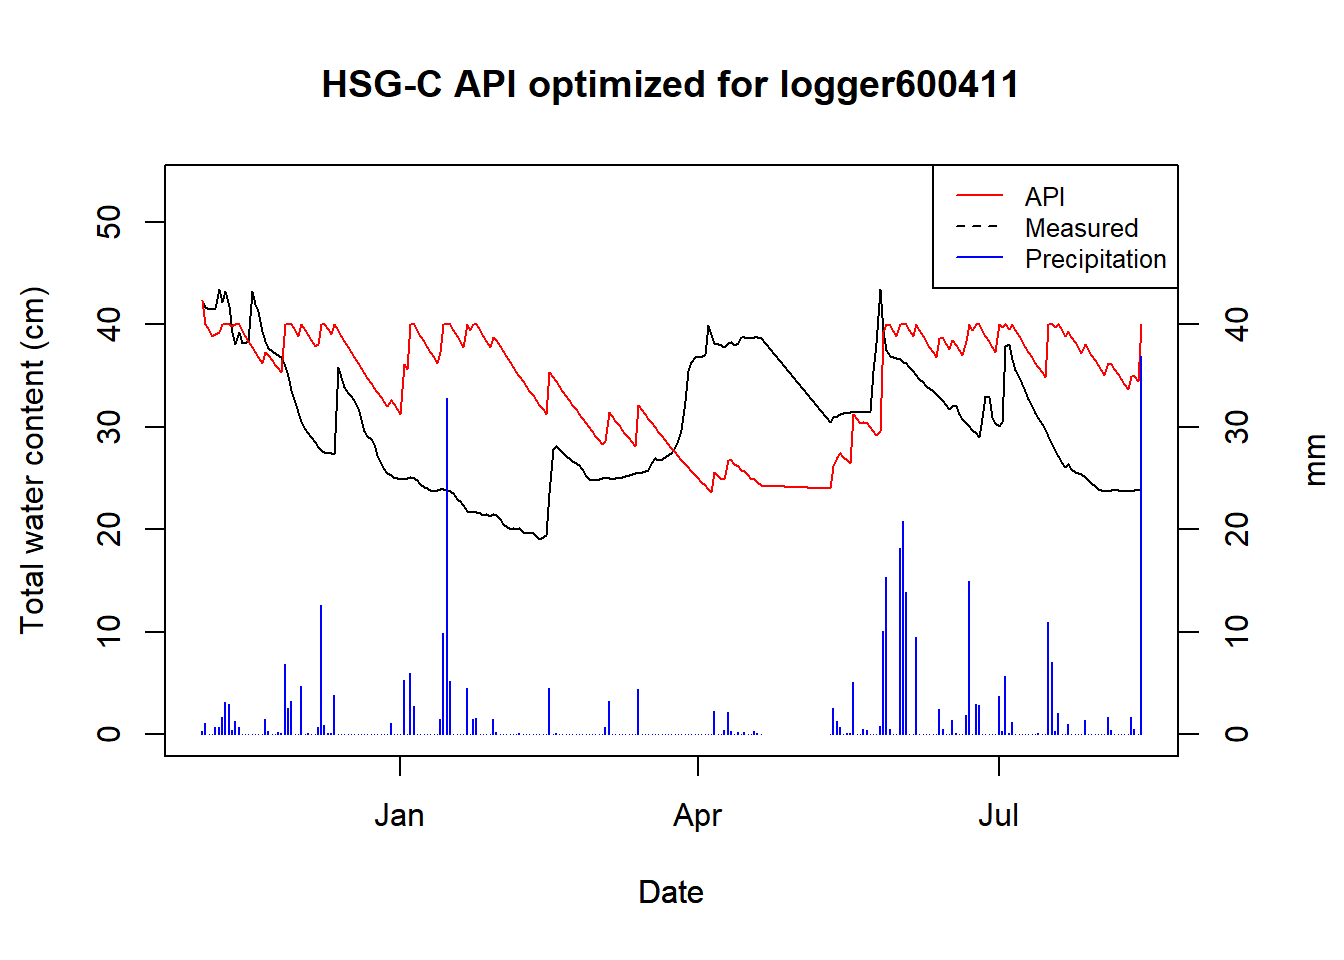 HSG-C API optimized for logger600411
API
Measured
Precipitation
Total water content (cm)
50
40
30
20
10
0
40
30
20
10
0
mm
Jan
Apr
Jul
Date